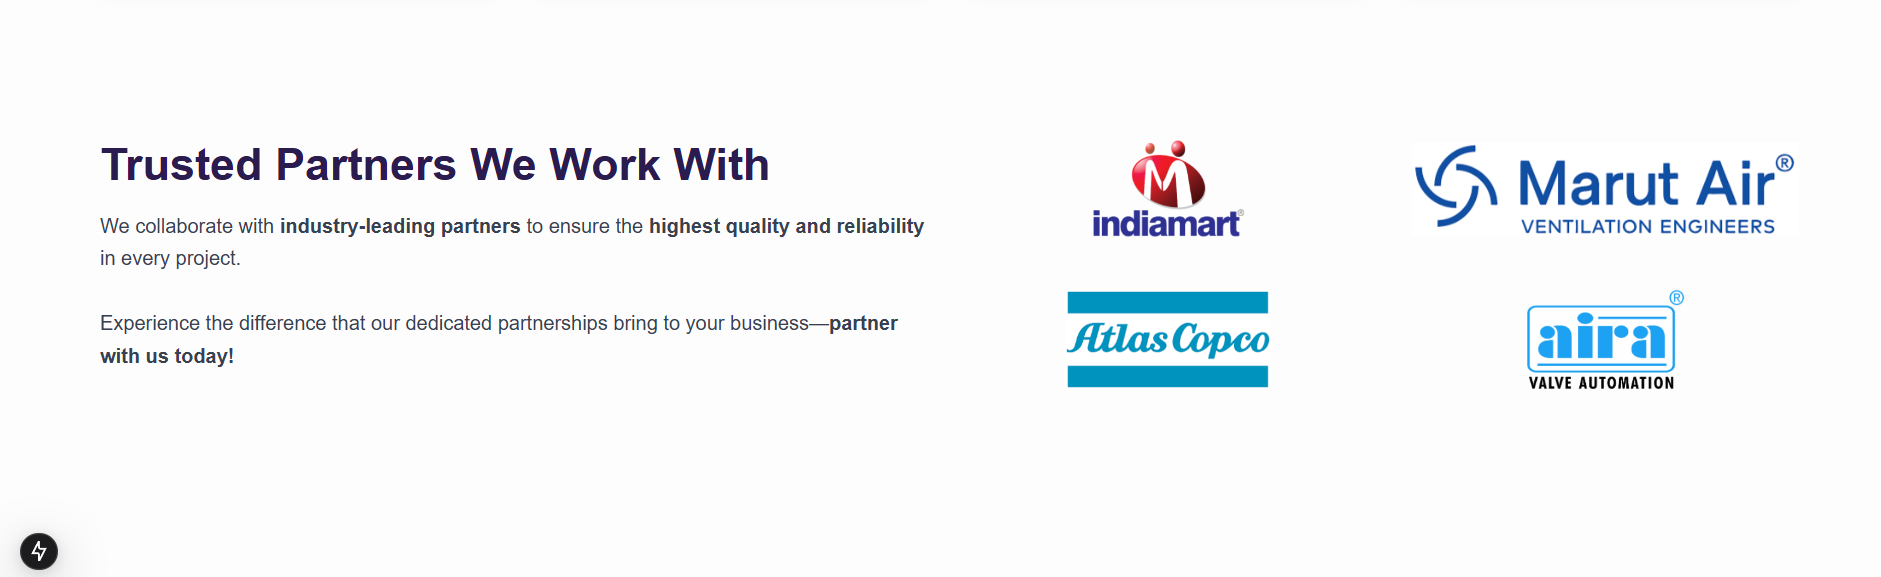 Trusted Partners We Work With
We collaborate with industry-leading partners to ensure the highest quality and reliability
in every project.
Experience the difference that our dedicated partnerships bring to your business—partner
with us today!
M
indiamart®
Marut Air®
VENTILATION ENGINEERS
Atlas Copco
aira®
VALVE AUTOMATION